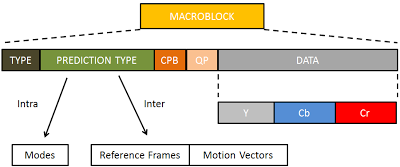 MACROBLOCK
TYPE PREDICTION TYPE CPB QP DATA
Intra Inter Y Cb Cr
Modes Reference Frames Motion Vectors